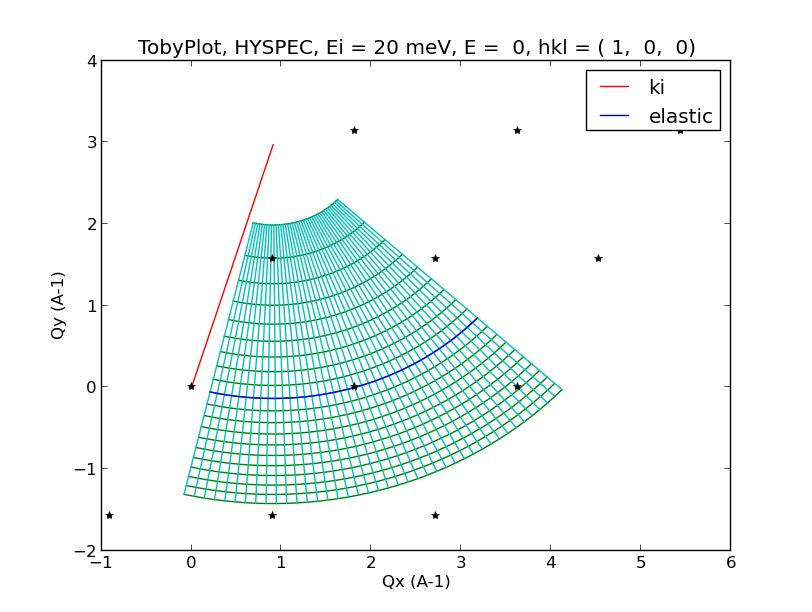 TobyPlot, HYSPEC, Ei = 20 meV, E =  0, hkl = ( 1,  0,  0)
ki
elastic
4
3
2
1
0
−1
−2
Qy (A-1)
−1 0 1 2 3 4 5 6
Qx (A-1)